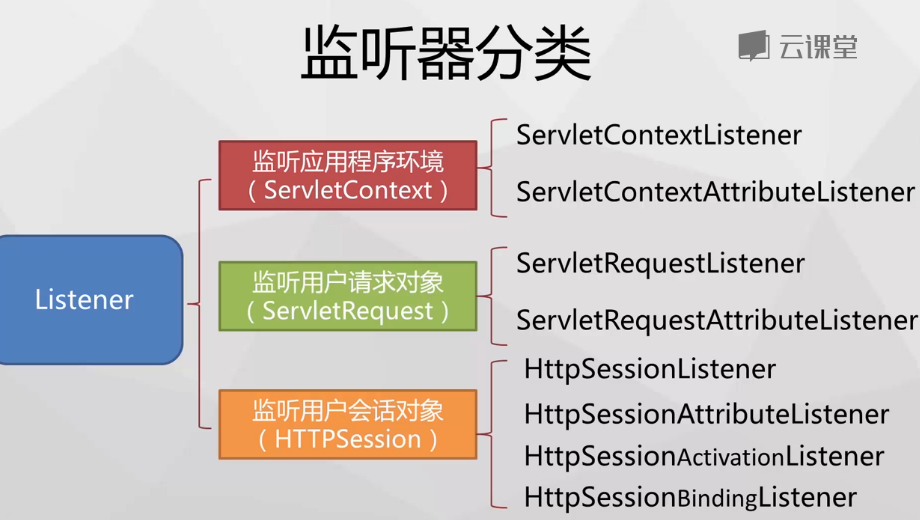 监听器分类
云课堂
Listener
监听应用程序环境
（ServletContext）
ServletContextListener
ServletContextAttributeListener
监听用户请求对象
（ServletRequest）
ServletRequestListener
ServletRequestAttributeListener
监听用户会话对象
（HTTPSession）
HttpSessionListener
HttpSessionAttributeListener
HttpSessionActivationListener
HttpSessionBindingListener